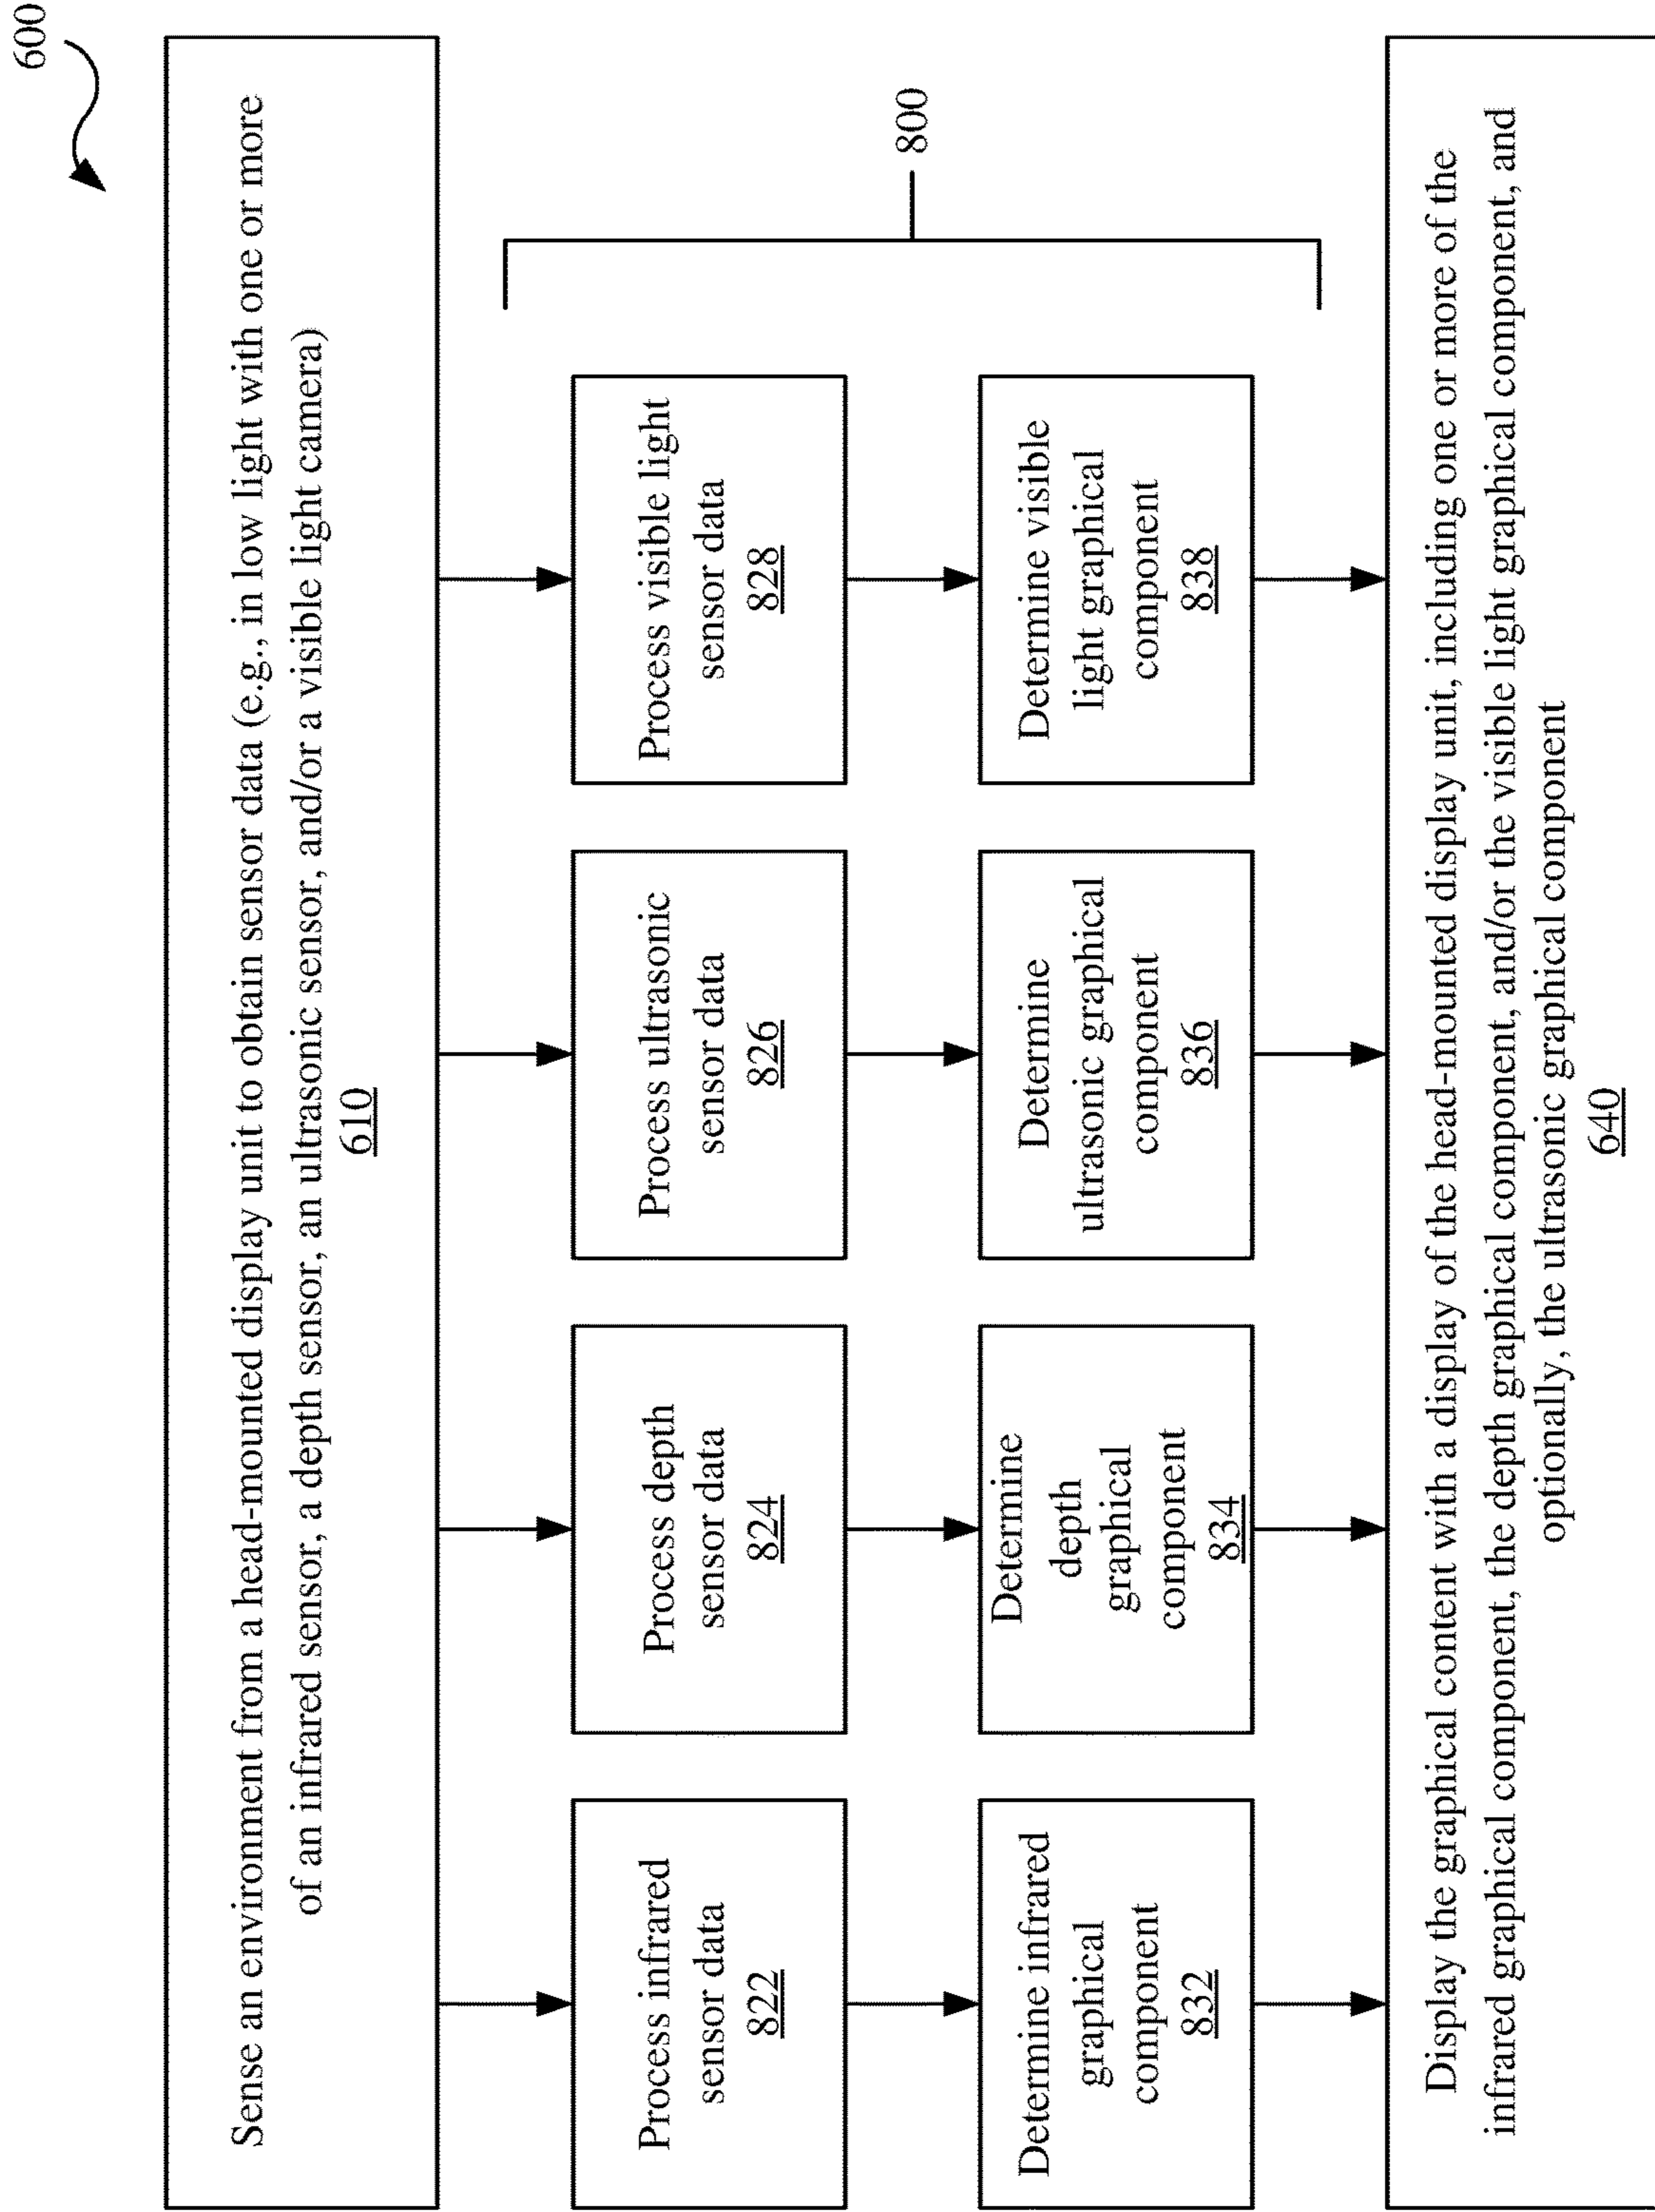 600
Sense an environment from a head-mounted display unit to obtain sensor data (e.g., in low light with one or more
of an infrared sensor, a depth sensor, an ultrasonic sensor, and/or a visible light camera)
610
Process infrared
sensor data
822
Process depth
sensor data
824
Process ultrasonic
sensor data
826
Process visible light
sensor data
828
800
Determine infrared
graphical
component
832
Determine
depth
graphical
component
834
Determine
ultrasonic graphical
component
836
Determine visible
light graphical
component
838
Display the graphical content with a display of the head-mounted display unit, including one or more of the
infrared graphical component, the depth graphical component, and/or the visible light graphical component, and
optionally, the ultrasonic graphical component
640